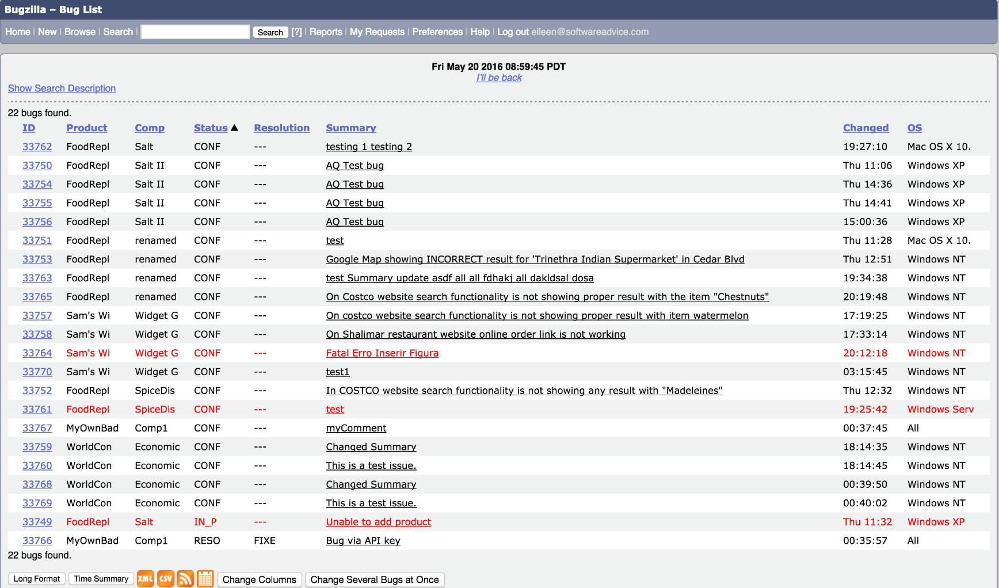 Bugzilla – Bug List
Home | New | Browse | Search | Search [?] | Reports | My Requests | Preferences | Help | Log out eileen@softwareadvice.com
Fri May 20 2016 08:59:45 PDT
I'll be back
Show Search Description
22 bugs found.
ID Product Comp Status ▲ Resolution Summary Changed OS
33762 FoodRepl Salt CONF --- testing 1 testing 2 19:27:10 Mac OS X 10.
33750 FoodRepl Salt II CONF --- AQ Test bug Thu 11:06 Windows XP
33754 FoodRepl Salt II CONF --- AQ Test bug Thu 14:36 Windows XP
33755 FoodRepl Salt II CONF --- AQ Test bug Thu 14:41 Windows XP
33756 FoodRepl Salt II CONF --- AQ Test bug 15:00:36 Windows XP
33751 FoodRepl renamed CONF --- test Thu 11:28 Mac OS X 10.
33753 FoodRepl renamed CONF --- Google Map showing INCORRECT result for 'Trinethra Indian Supermarket' in Cedar Blvd Thu 12:51 Windows NT
33763 FoodRepl renamed CONF --- test Summary update asdf all all fdhakj all dakldsal dosa 19:34:38 Windows NT
33765 FoodRepl renamed CONF --- On Costco website search functionality is not showing proper result with the item "Chestnuts" 20:19:48 Windows NT
33757 Sam's Wi Widget G CONF --- On costco website search functionality is not showing proper result with item watermelon 17:19:25 Windows NT
33758 Sam's Wi Widget G CONF --- On Shalimar restaurant website online order link is not working 17:33:14 Windows NT
33764 Sam's Wi Widget G CONF --- Fatal Erro Inserir Figura 20:12:18 Windows NT
33770 Sam's Wi Widget G CONF --- test1 03:15:45 Windows NT
33752 FoodRepl SpiceDis CONF --- In COSTCO website search functionality is not showing any result with "Madeleines" Thu 12:32 Windows NT
33761 FoodRepl SpiceDis CONF --- test 19:25:42 Windows Serv
33767 MyOwnBad Comp1 CONF --- myComment 00:37:45 All
33759 WorldCon Economic CONF --- Changed Summary 18:14:35 Windows NT
33760 WorldCon Economic CONF --- This is a test issue. 18:14:45 Windows NT
33768 WorldCon Economic CONF --- Changed Summary 00:39:50 Windows NT
33769 WorldCon Economic CONF --- This is a test issue. 00:40:02 Windows NT
33749 FoodRepl Salt IN_P --- Unable to add product Thu 11:32 Windows XP
33766 MyOwnBad Comp1 RESO FIXE Bug via API key 00:35:57 All
22 bugs found.
Long Format Time Summary XML CSV Change Columns Change Several Bugs at Once